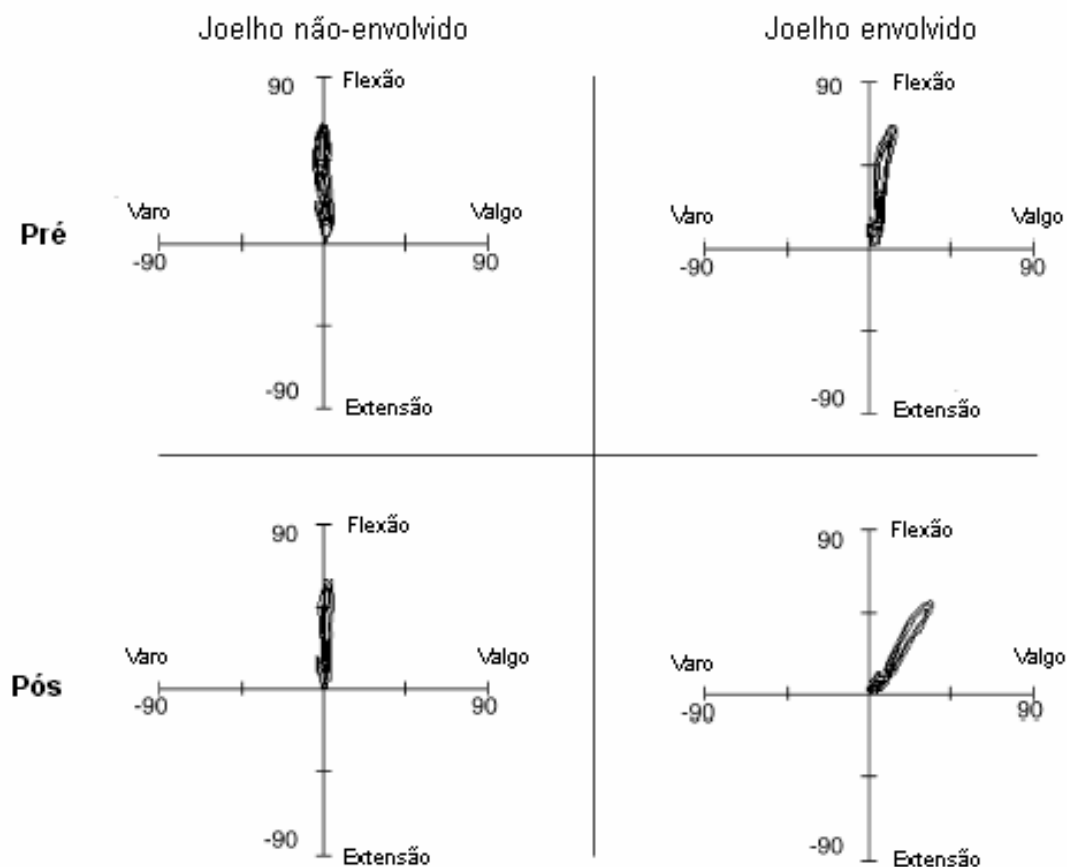 Joelho não-envolvido
Joelho envolvido
90 Flexão
90 Flexão
Varo Valgo
Varo Valgo
Pré
-90 90
-90 90
-90 Extensão
-90 Extensão
90 Flexão
90 Flexão
Varo Valgo
Varo Valgo
Pós
-90 90
-90 90
-90 Extensão
-90 Extensão